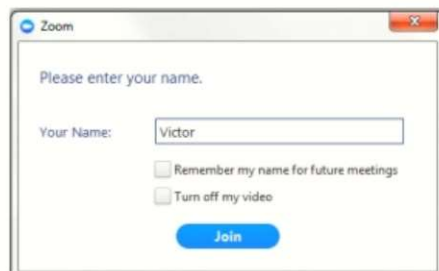 Zoom
Please enter your name.
Your Name: Victor
Remember my name for future meetings
Turn off my video
Join